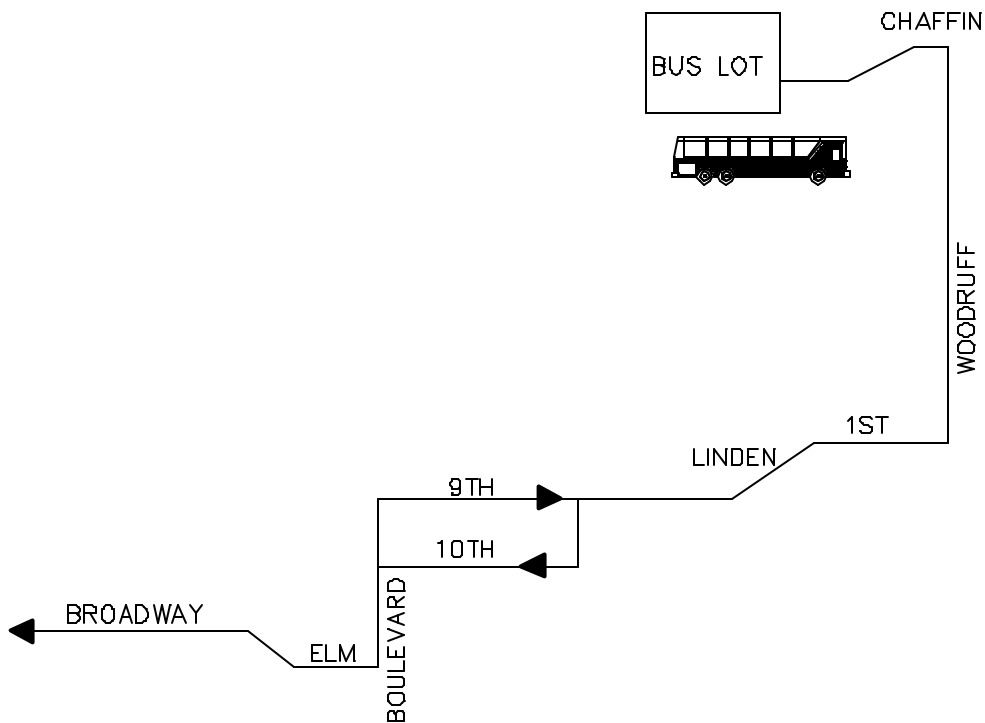 CHAFFIN
BUS LOT
WOODRUFF
1ST
LINDEN
9TH
10TH
BOULEVARD
BROADWAY
ELM